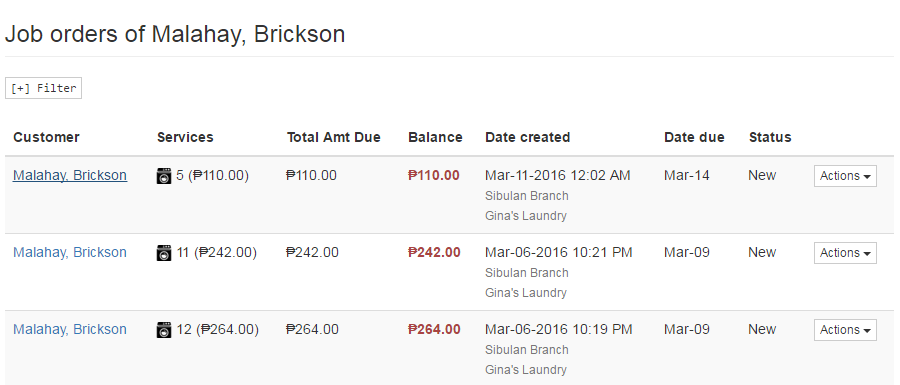 Job orders of Malahay, Brickson
[+] Filter
Customer Services Total Amt Due Balance Date created Date due Status
Malahay, Brickson 5 (₱110.00) ₱110.00 ₱110.00 Mar-11-2016 12:02 AM Mar-14 New Actions
Sibulan Branch
Gina's Laundry
Malahay, Brickson 11 (₱242.00) ₱242.00 ₱242.00 Mar-06-2016 10:21 PM Mar-09 New Actions
Sibulan Branch
Gina's Laundry
Malahay, Brickson 12 (₱264.00) ₱264.00 ₱264.00 Mar-06-2016 10:19 PM Mar-09 New Actions
Sibulan Branch
Gina's Laundry